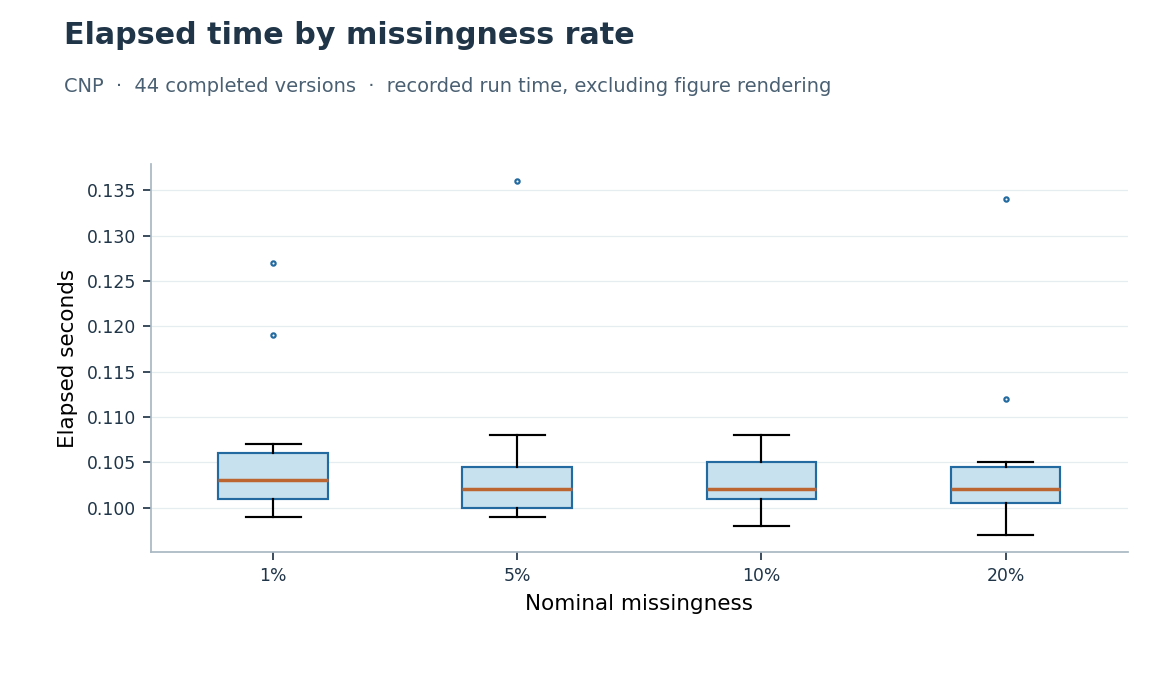 Elapsed time by missingness rate
CNP · 44 completed versions · recorded run time, excluding figure rendering
0.135
0.130
0.125
0.120
0.115
0.110
0.105
0.100
Elapsed seconds
1% 5% 10% 20%
Nominal missingness